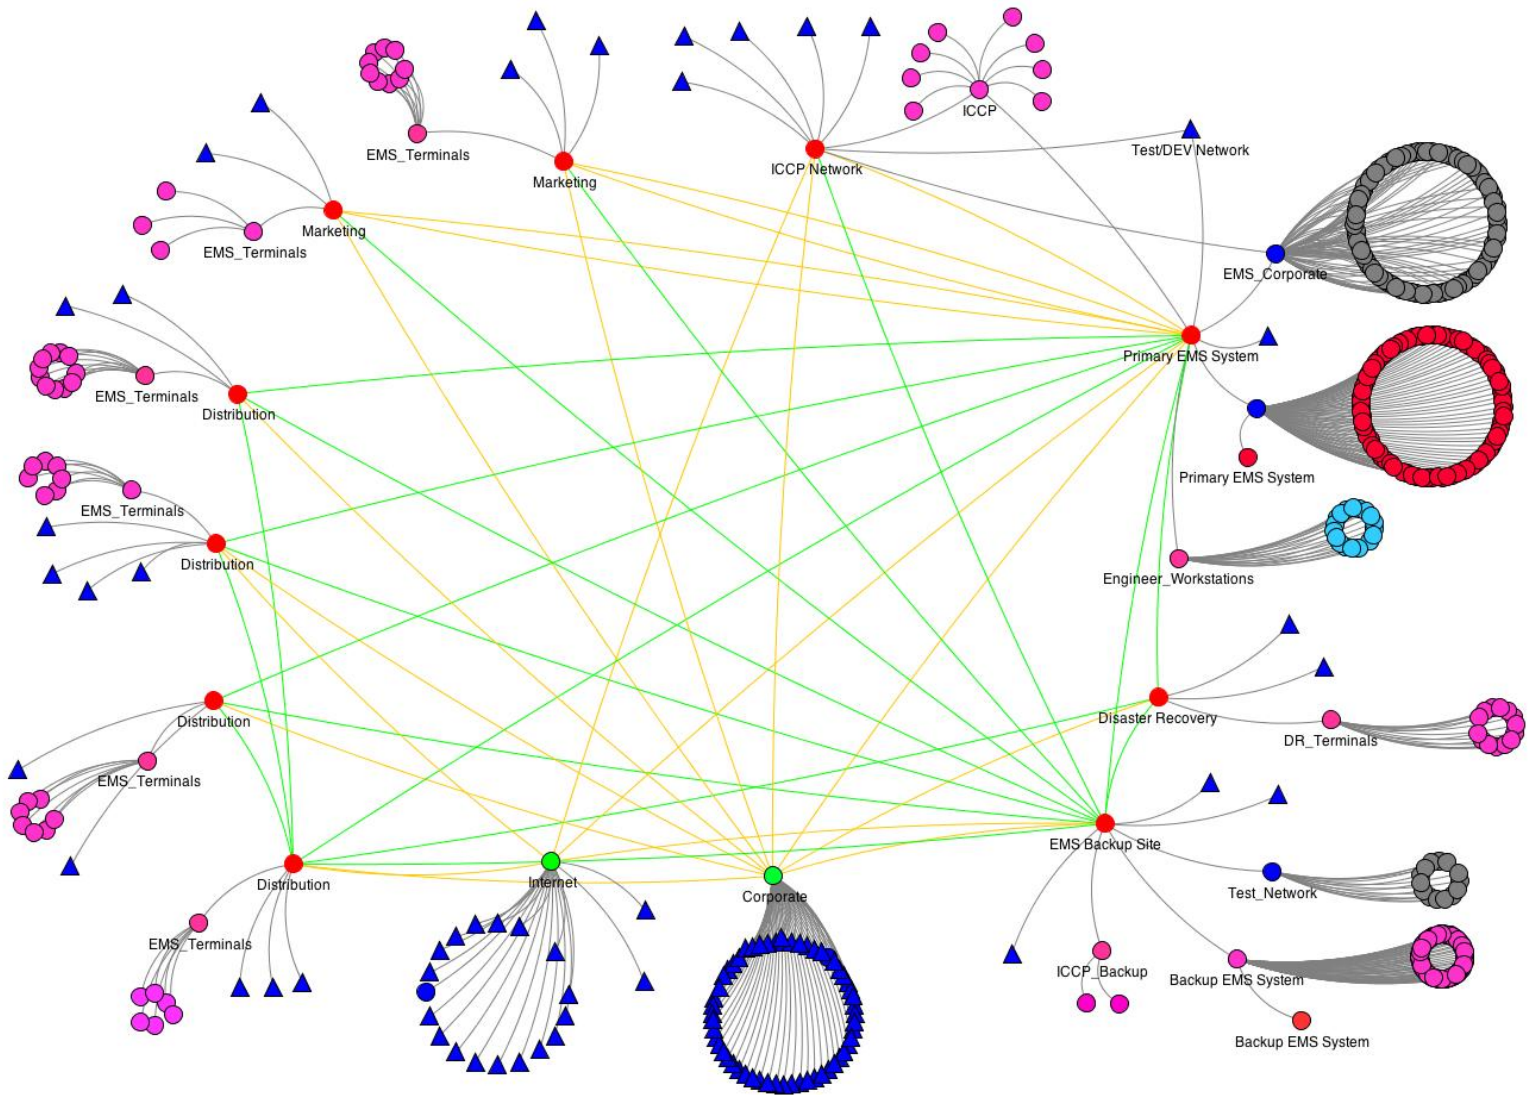 ICCP
EMS_Terminals
Test/DEV Network
ICCP Network
Marketing
Marketing
EMS_Terminals
EMS_Corporate
Primary EMS System
EMS_Terminals
Distribution
Primary EMS System
EMS_Terminals
Distribution
Engineer_Workstations
Distribution
Disaster Recovery
DR_Terminals
EMS_Terminals
EMS Backup Site
Distribution
Internet
Corporate
Test_Network
EMS_Terminals
ICCP_Backup
Backup EMS System
Backup EMS System